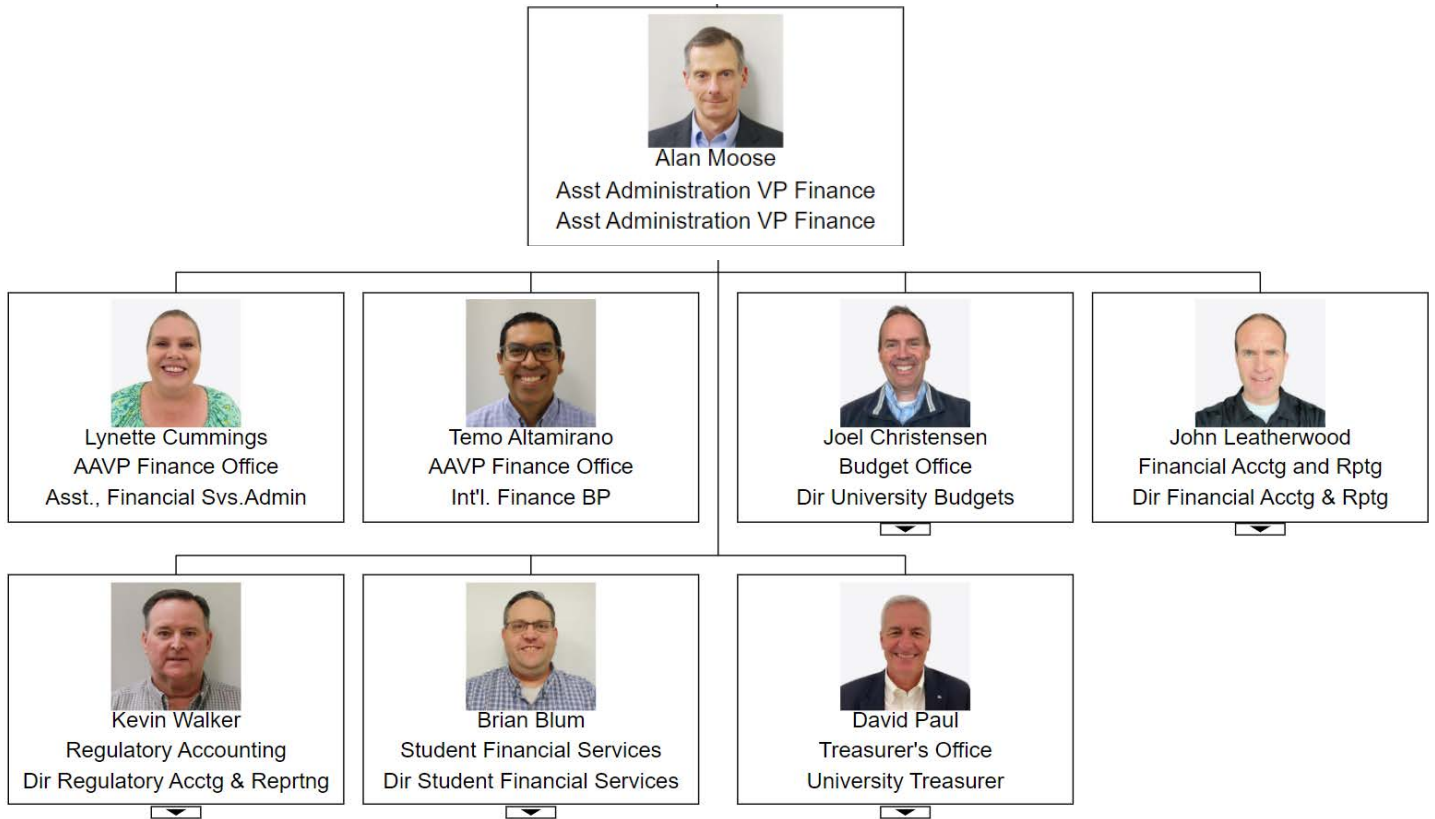 Alan Moose
Asst Administration VP Finance
Asst Administration VP Finance
Lynette Cummings
AAVP Finance Office
Asst., Financial Svs.Admin
Temo Altamirano
AAVP Finance Office
Int'l. Finance BP
Joel Christensen
Budget Office
Dir University Budgets
John Leatherwood
Financial Acctg and Rptg
Dir Financial Acctg & Rptg
Kevin Walker
Regulatory Accounting
Dir Regulatory Acctg & Reprtng
Brian Blum
Student Financial Services
Dir Student Financial Services
David Paul
Treasurer's Office
University Treasurer